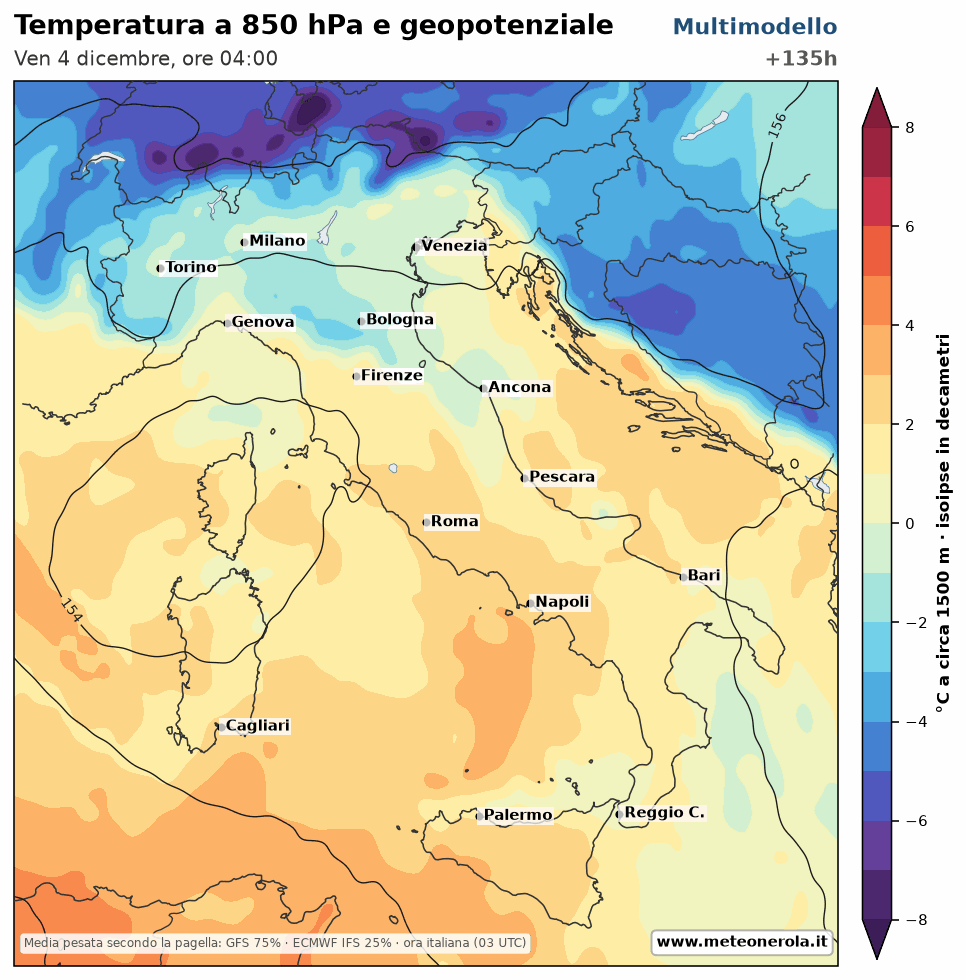 Temperatura a 850 hPa e geopotenziale
Multimodello
Ven 4 dicembre, ore 04:00
+135h
156
8
6
4
2
0
−2
−4
−6
−8
°C a circa 1500 m · isoipse in decametri
Milano
Venezia
Torino
Genova
Bologna
Firenze
Ancona
Pescara
Roma
Bari
Napoli
154
Cagliari
Palermo
Reggio C.
Media pesata secondo la pagella: GFS 75% · ECMWF IFS 25% · ora italiana (03 UTC)
www.meteonerola.it